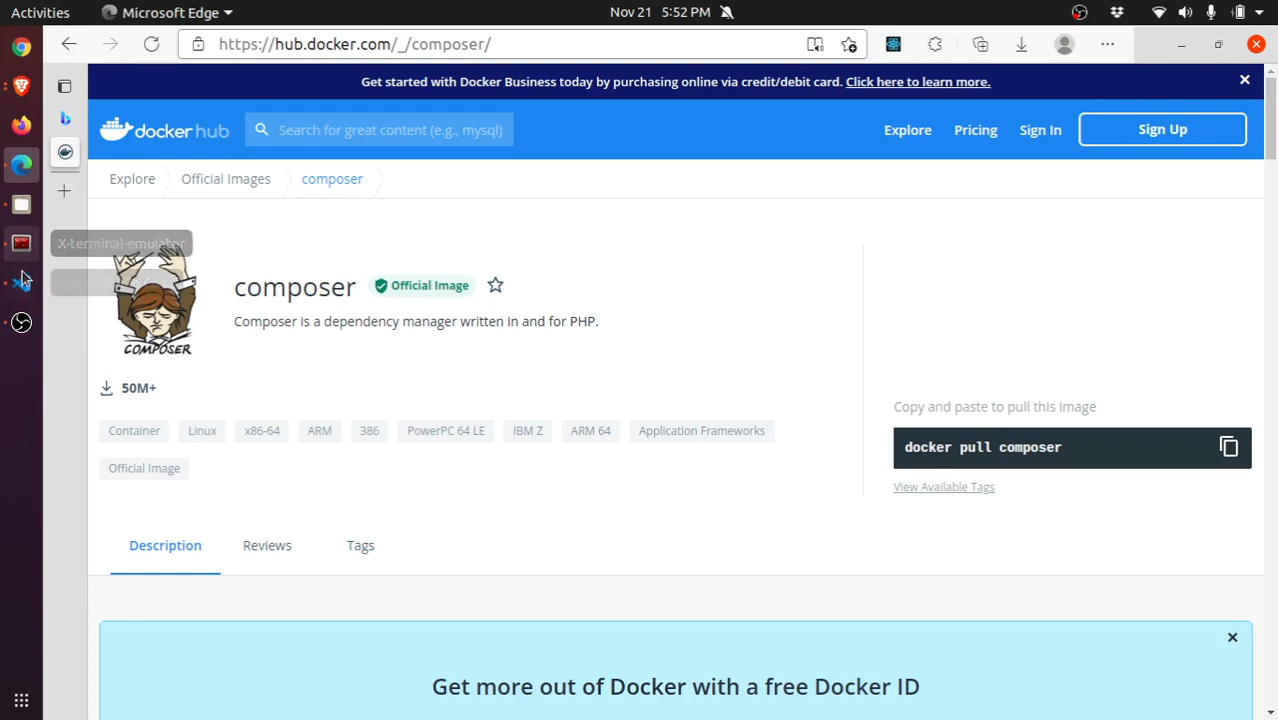 Activities
Microsoft Edge
Nov 21 5:52 PM
https://hub.docker.com/_/composer/
Get started with Docker Business today by purchasing online via credit/debit card. Click here to learn more.
docker hub
Search for great content (e.g., mysql)
Explore
Pricing
Sign In
Sign Up
Explore
Official Images
composer
X-terminal-emulator
COMPOSER
composer
Official Image
Composer is a dependency manager written in and for PHP.
50M+
Container
Linux
x86-64
ARM
386
PowerPC 64 LE
IBM Z
ARM 64
Application Frameworks
Official Image
Copy and paste to pull this image
docker pull composer
View Available Tags
Description
Reviews
Tags
Get more out of Docker with a free Docker ID